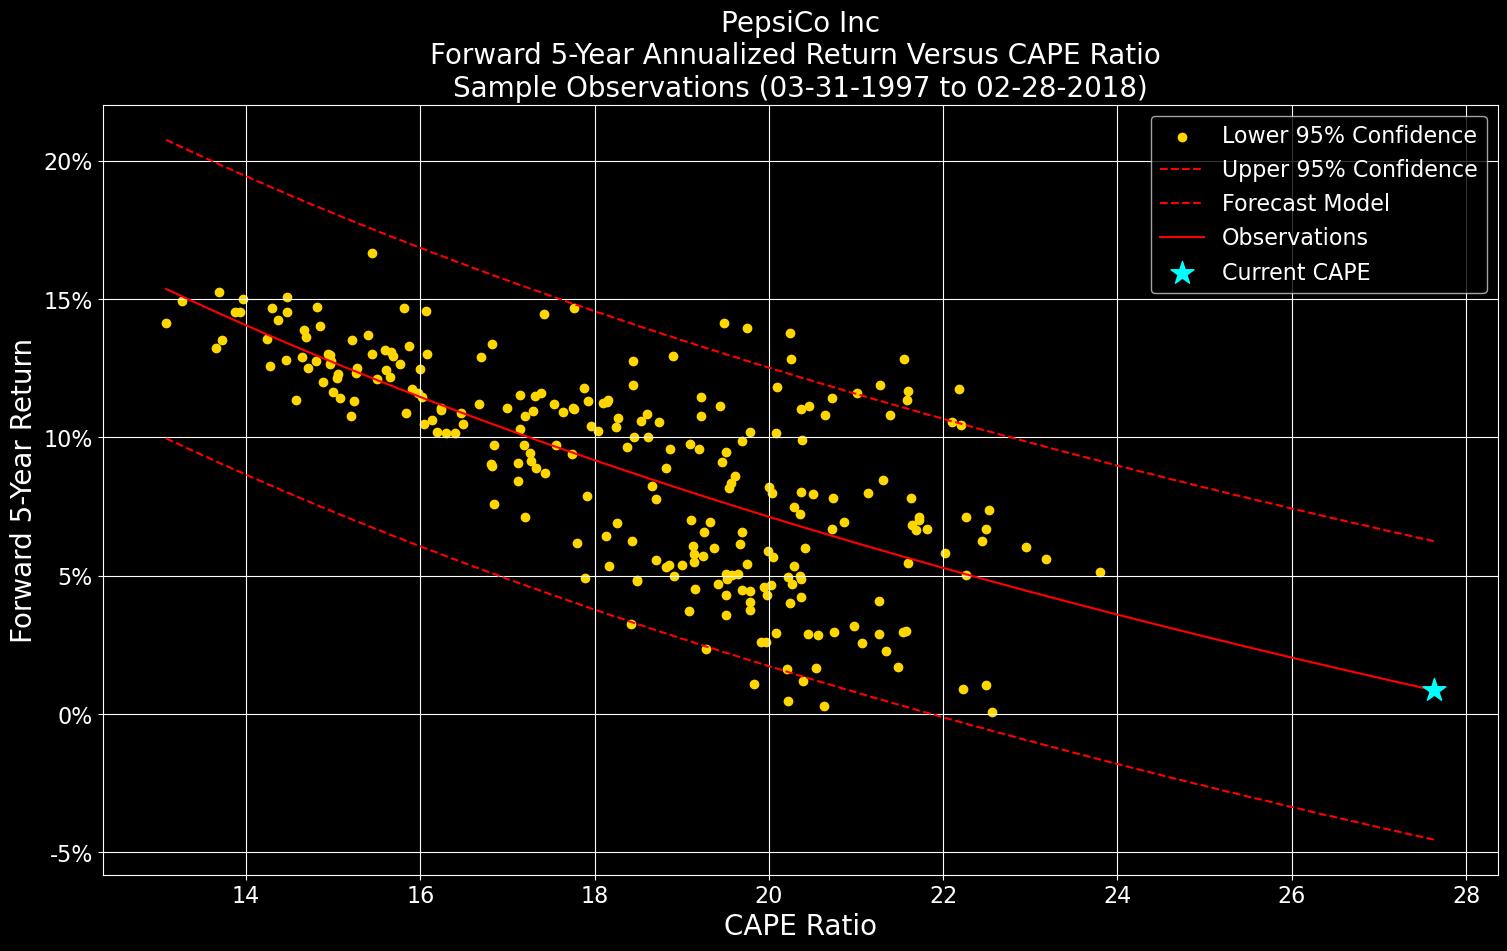 PepsiCo Inc
Forward 5-Year Annualized Return Versus CAPE Ratio
Sample Observations (03-31-1997 to 02-28-2018)
Lower 95% Confidence
Upper 95% Confidence
Forecast Model
Observations
Current CAPE
Forward 5-Year Return
20%
15%
10%
5%
0%
-5%
14 16 18 20 22 24 26 28
CAPE Ratio